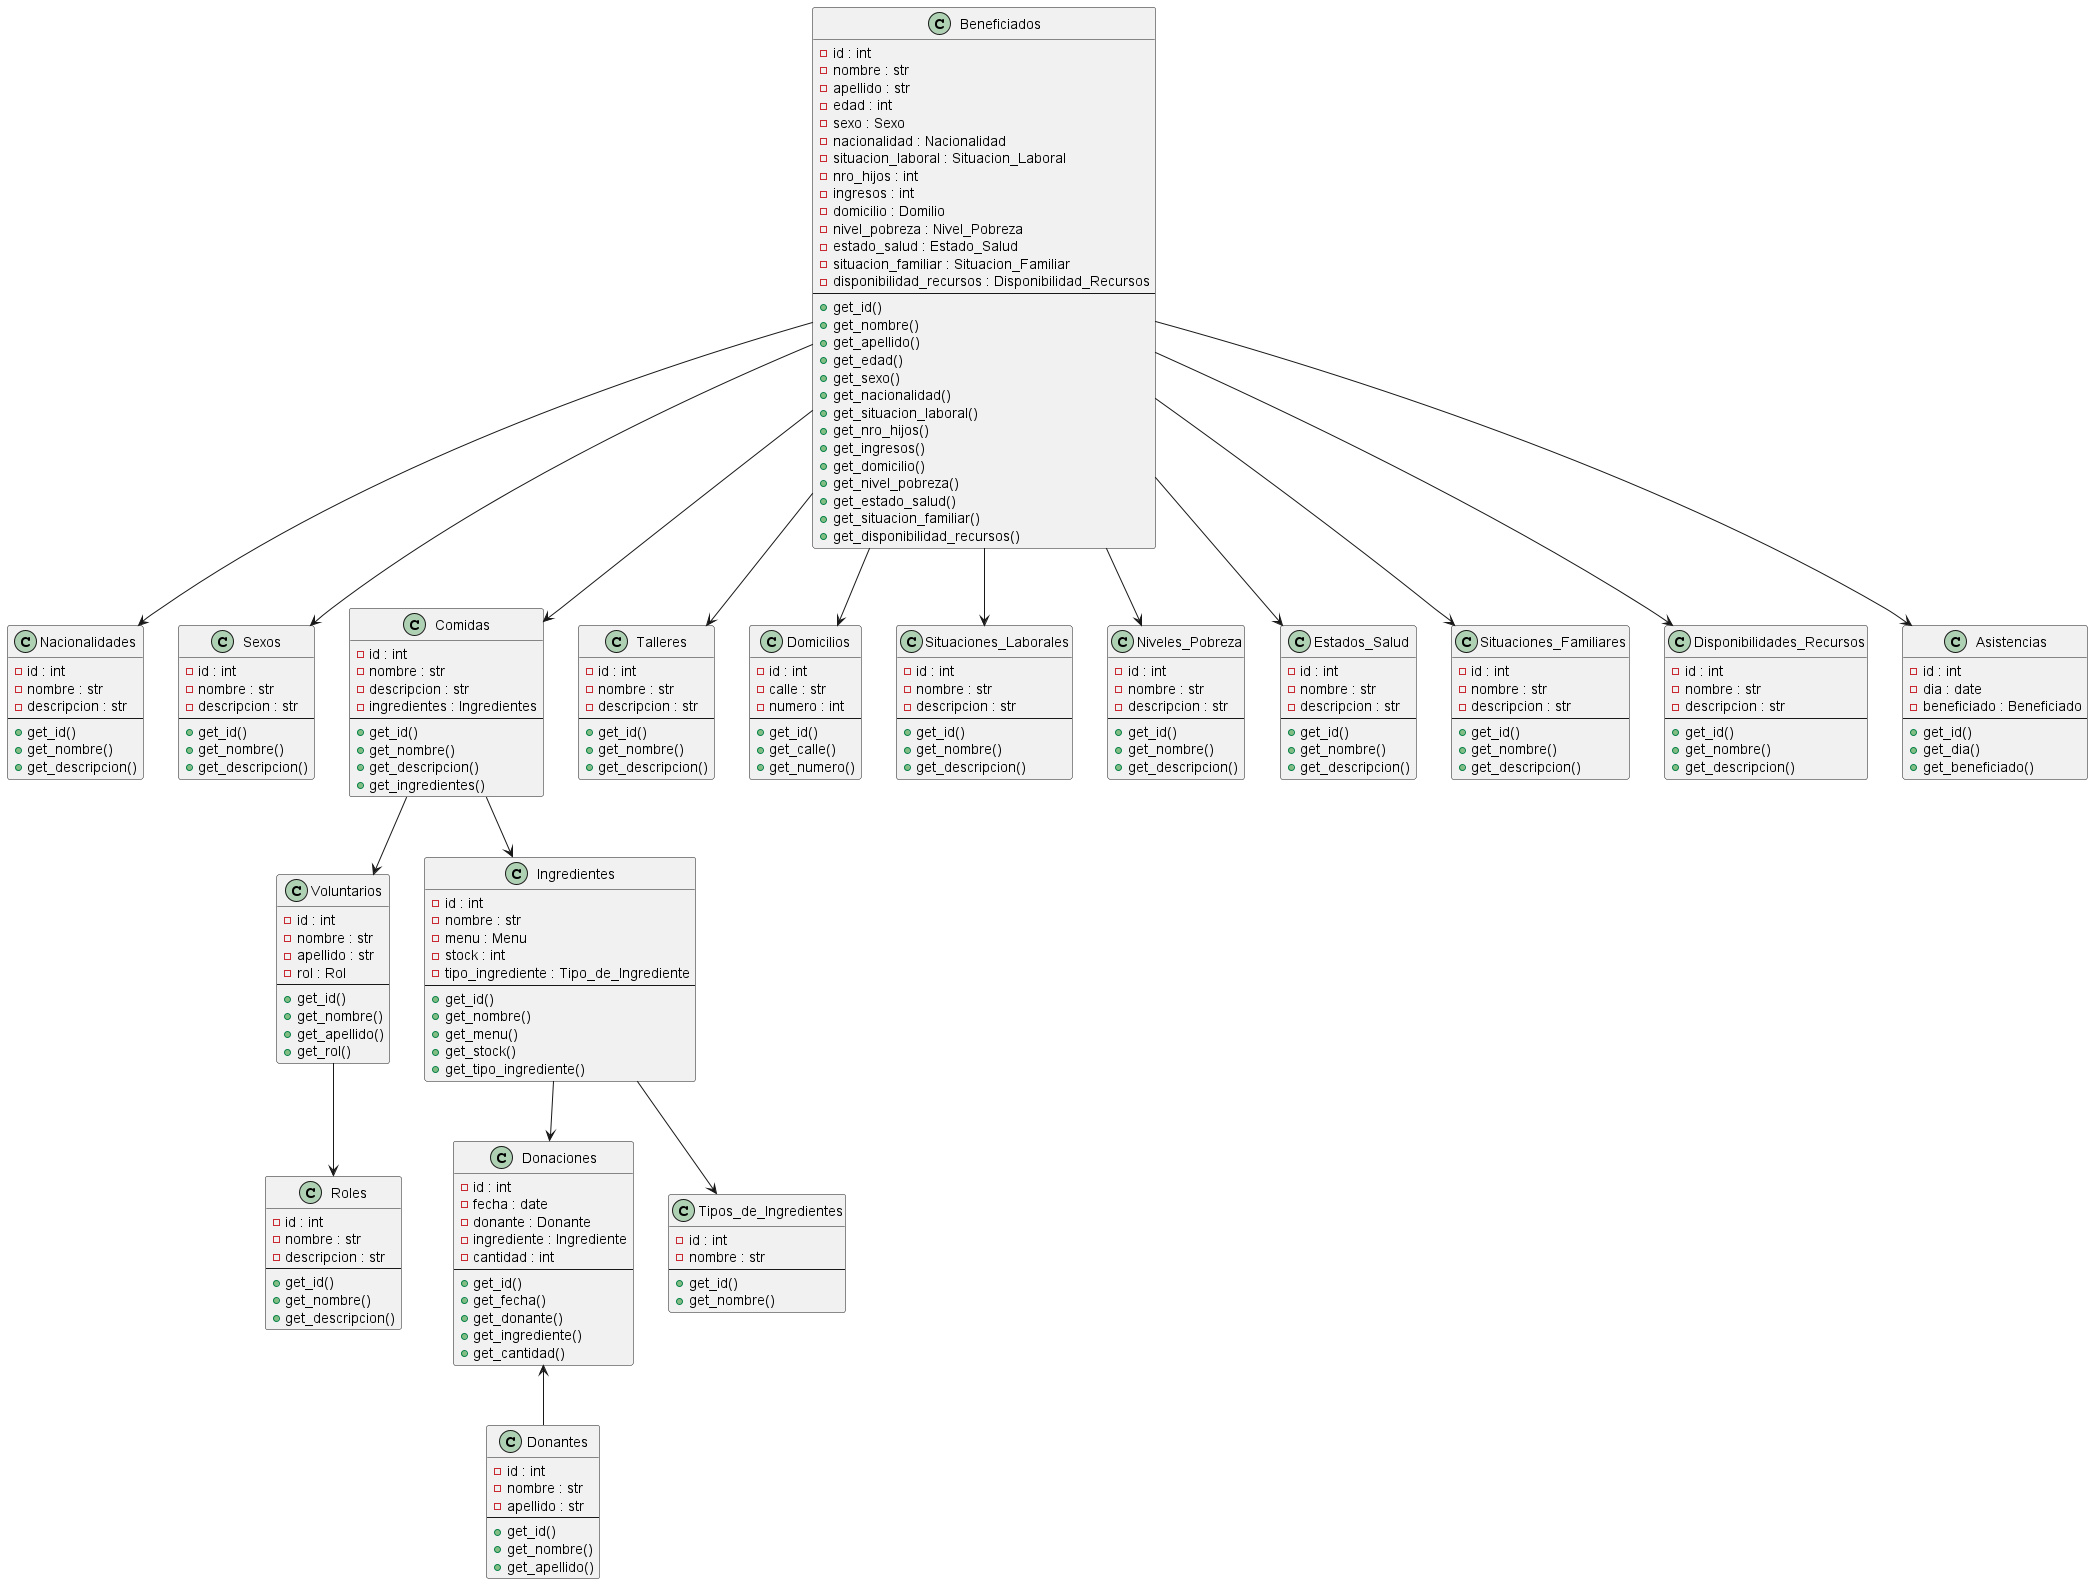 C Beneficiados
id : int
nombre : str
apellido : str
edad : int
sexo : Sexo
nacionalidad : Nacionalidad
situacion_laboral : Situacion_Laboral
nro_hijos : int
ingresos : int
domicilio : Domilio
nivel_pobreza : Nivel_Pobreza
estado_salud : Estado_Salud
situacion_familiar : Situacion_Familiar
disponibilidad_recursos : Disponibilidad_Recursos
get_id()
get_nombre()
get_apellido()
get_edad()
get_sexo()
get_nacionalidad()
get_situacion_laboral()
get_nro_hijos()
get_ingresos()
get_domicilio()
get_nivel_pobreza()
get_estado_salud()
get_situacion_familiar()
get_disponibilidad_recursos()
C Nacionalidades
id : int
nombre : str
descripcion : str
get_id()
get_nombre()
get_descripcion()
C Sexos
id : int
nombre : str
descripcion : str
get_id()
get_nombre()
get_descripcion()
C Comidas
id : int
nombre : str
descripcion : str
ingredientes : Ingredientes
get_id()
get_nombre()
get_descripcion()
get_ingredientes()
C Talleres
id : int
nombre : str
descripcion : str
get_id()
get_nombre()
get_descripcion()
C Domicilios
id : int
calle : str
numero : int
get_id()
get_calle()
get_numero()
C Situaciones_Laborales
id : int
nombre : str
descripcion : str
get_id()
get_nombre()
get_descripcion()
C Niveles_Pobreza
id : int
nombre : str
descripcion : str
get_id()
get_nombre()
get_descripcion()
C Estados_Salud
id : int
nombre : str
descripcion : str
get_id()
get_nombre()
get_descripcion()
C Situaciones_Familiares
id : int
nombre : str
descripcion : str
get_id()
get_nombre()
get_descripcion()
C Disponibilidades_Recursos
id : int
nombre : str
descripcion : str
get_id()
get_nombre()
get_descripcion()
C Asistencias
id : int
dia : date
beneficiado : Beneficiado
get_id()
get_dia()
get_beneficiado()
C Voluntarios
id : int
nombre : str
apellido : str
rol : Rol
get_id()
get_nombre()
get_apellido()
get_rol()
C Ingredientes
id : int
nombre : str
menu : Menu
stock : int
tipo_ingrediente : Tipo_de_Ingrediente
get_id()
get_nombre()
get_menu()
get_stock()
get_tipo_ingrediente()
C Roles
id : int
nombre : str
descripcion : str
get_id()
get_nombre()
get_descripcion()
C Donaciones
id : int
fecha : date
donante : Donante
ingrediente : Ingrediente
cantidad : int
get_id()
get_fecha()
get_donante()
get_ingrediente()
get_cantidad()
C Tipos_de_Ingredientes
id : int
nombre : str
get_id()
get_nombre()
C Donantes
id : int
nombre : str
apellido : str
get_id()
get_nombre()
get_apellido()